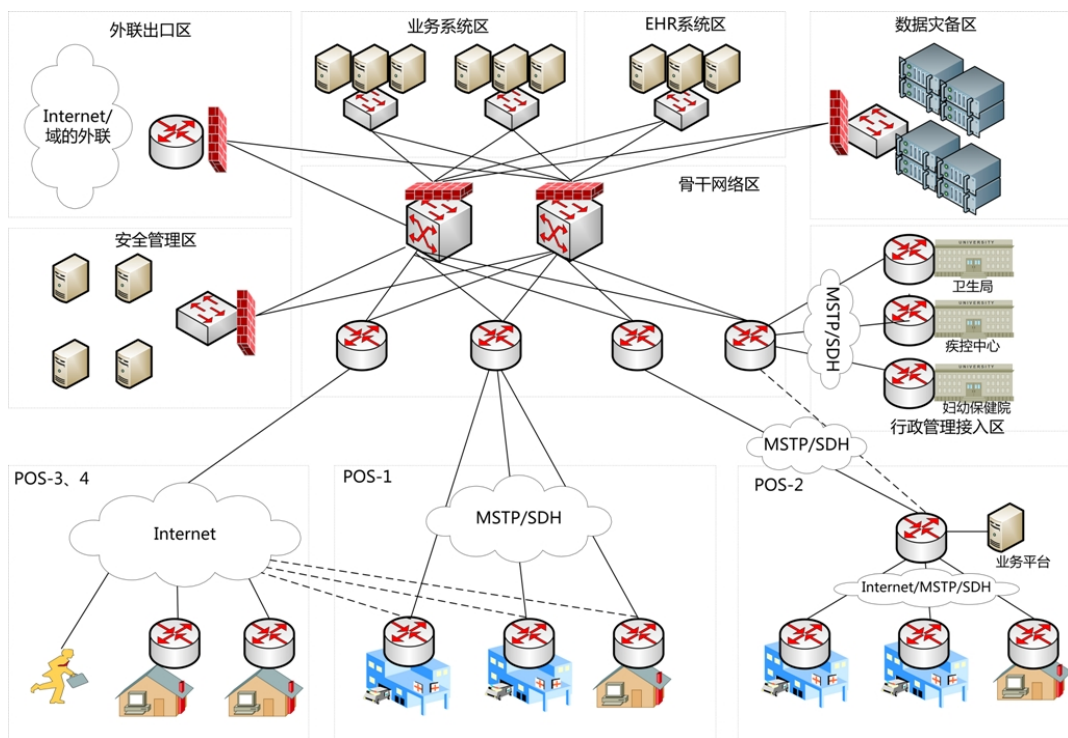 外联出口区
业务系统区
EHR系统区
数据灾备区
Internet/
域的外联
骨干网络区
安全管理区
UNIVERSITY
卫生局
MSTP/SDH
疾控中心
UNIVERSITY
妇幼保健院
行政管理接入区
MSTP/SDH
POS-3、4
POS-1
POS-2
Internet
MSTP/SDH
业务平台
Internet/MSTP/SDH